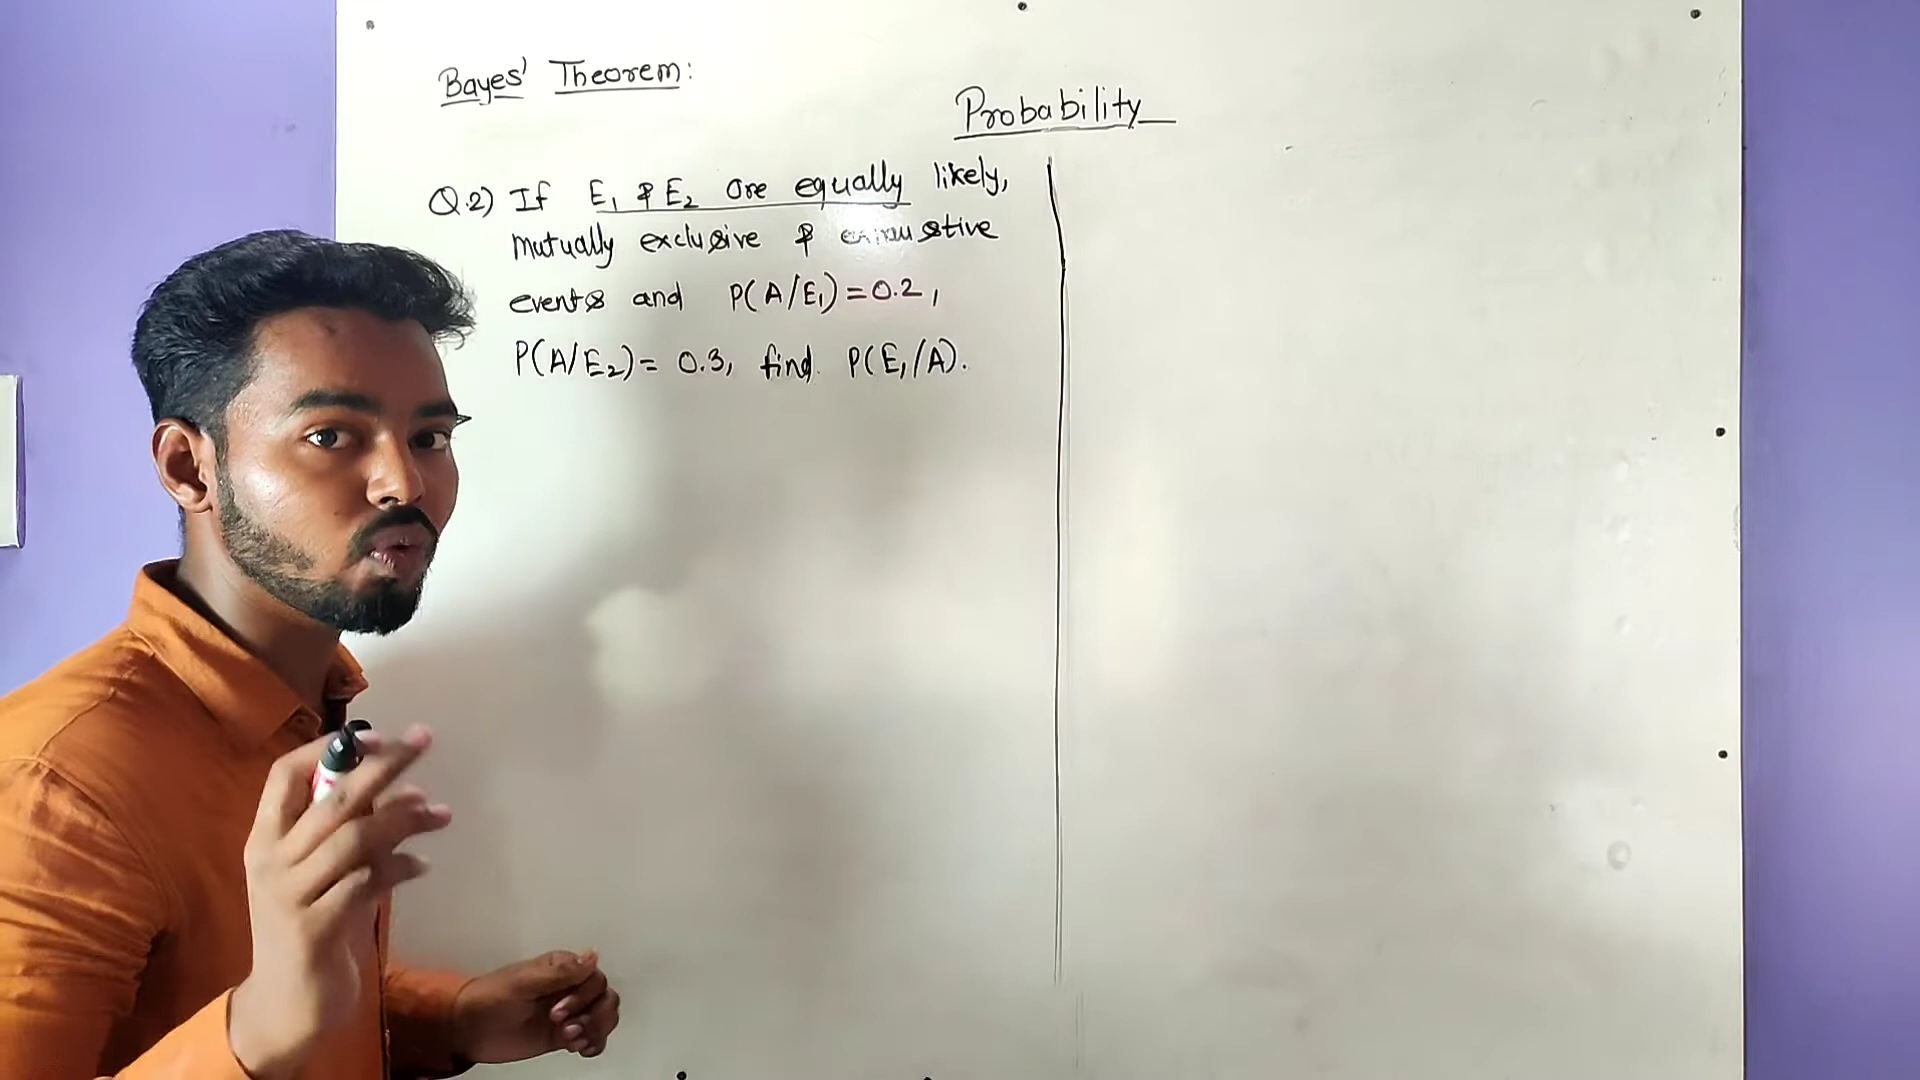 Bayes' Theorem:
Probability
Q.2) If E₁ & E₂ are equally likely,
mutually exclusive & exhaustive
events and P(A/E₁) = 0.2,
P(A/E₂) = 0.3, find P(E₁/A).